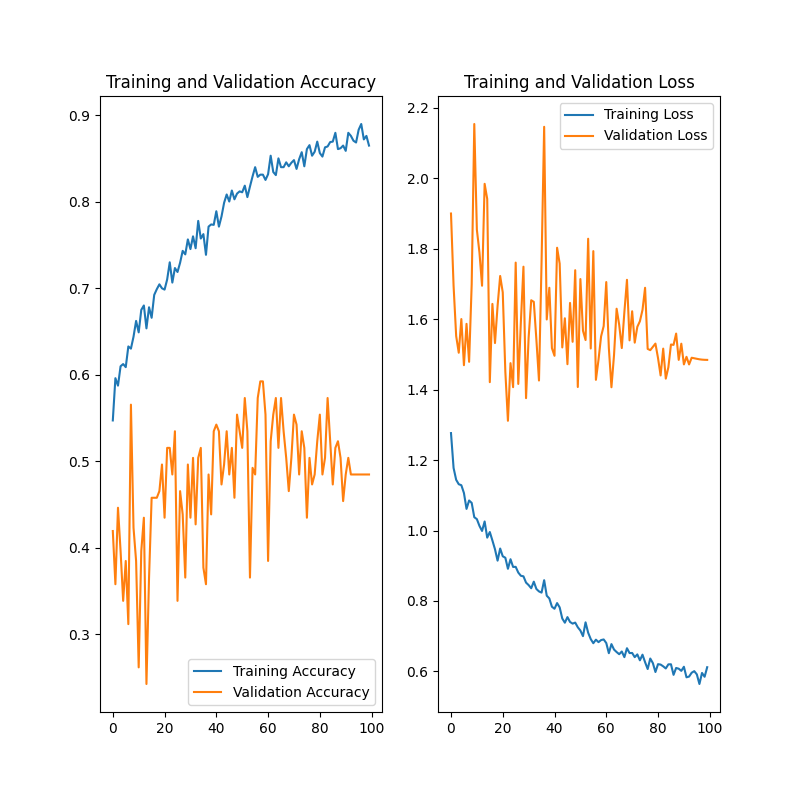 Training and Validation Accuracy
0.9
0.8
0.7
0.6
0.5
0.4
0.3
0 20 40 60 80 100
Training Accuracy
Validation Accuracy
Training and Validation Loss
2.2
2.0
1.8
1.6
1.4
1.2
1.0
0.8
0.6
0 20 40 60 80 100
Training Loss
Validation Loss